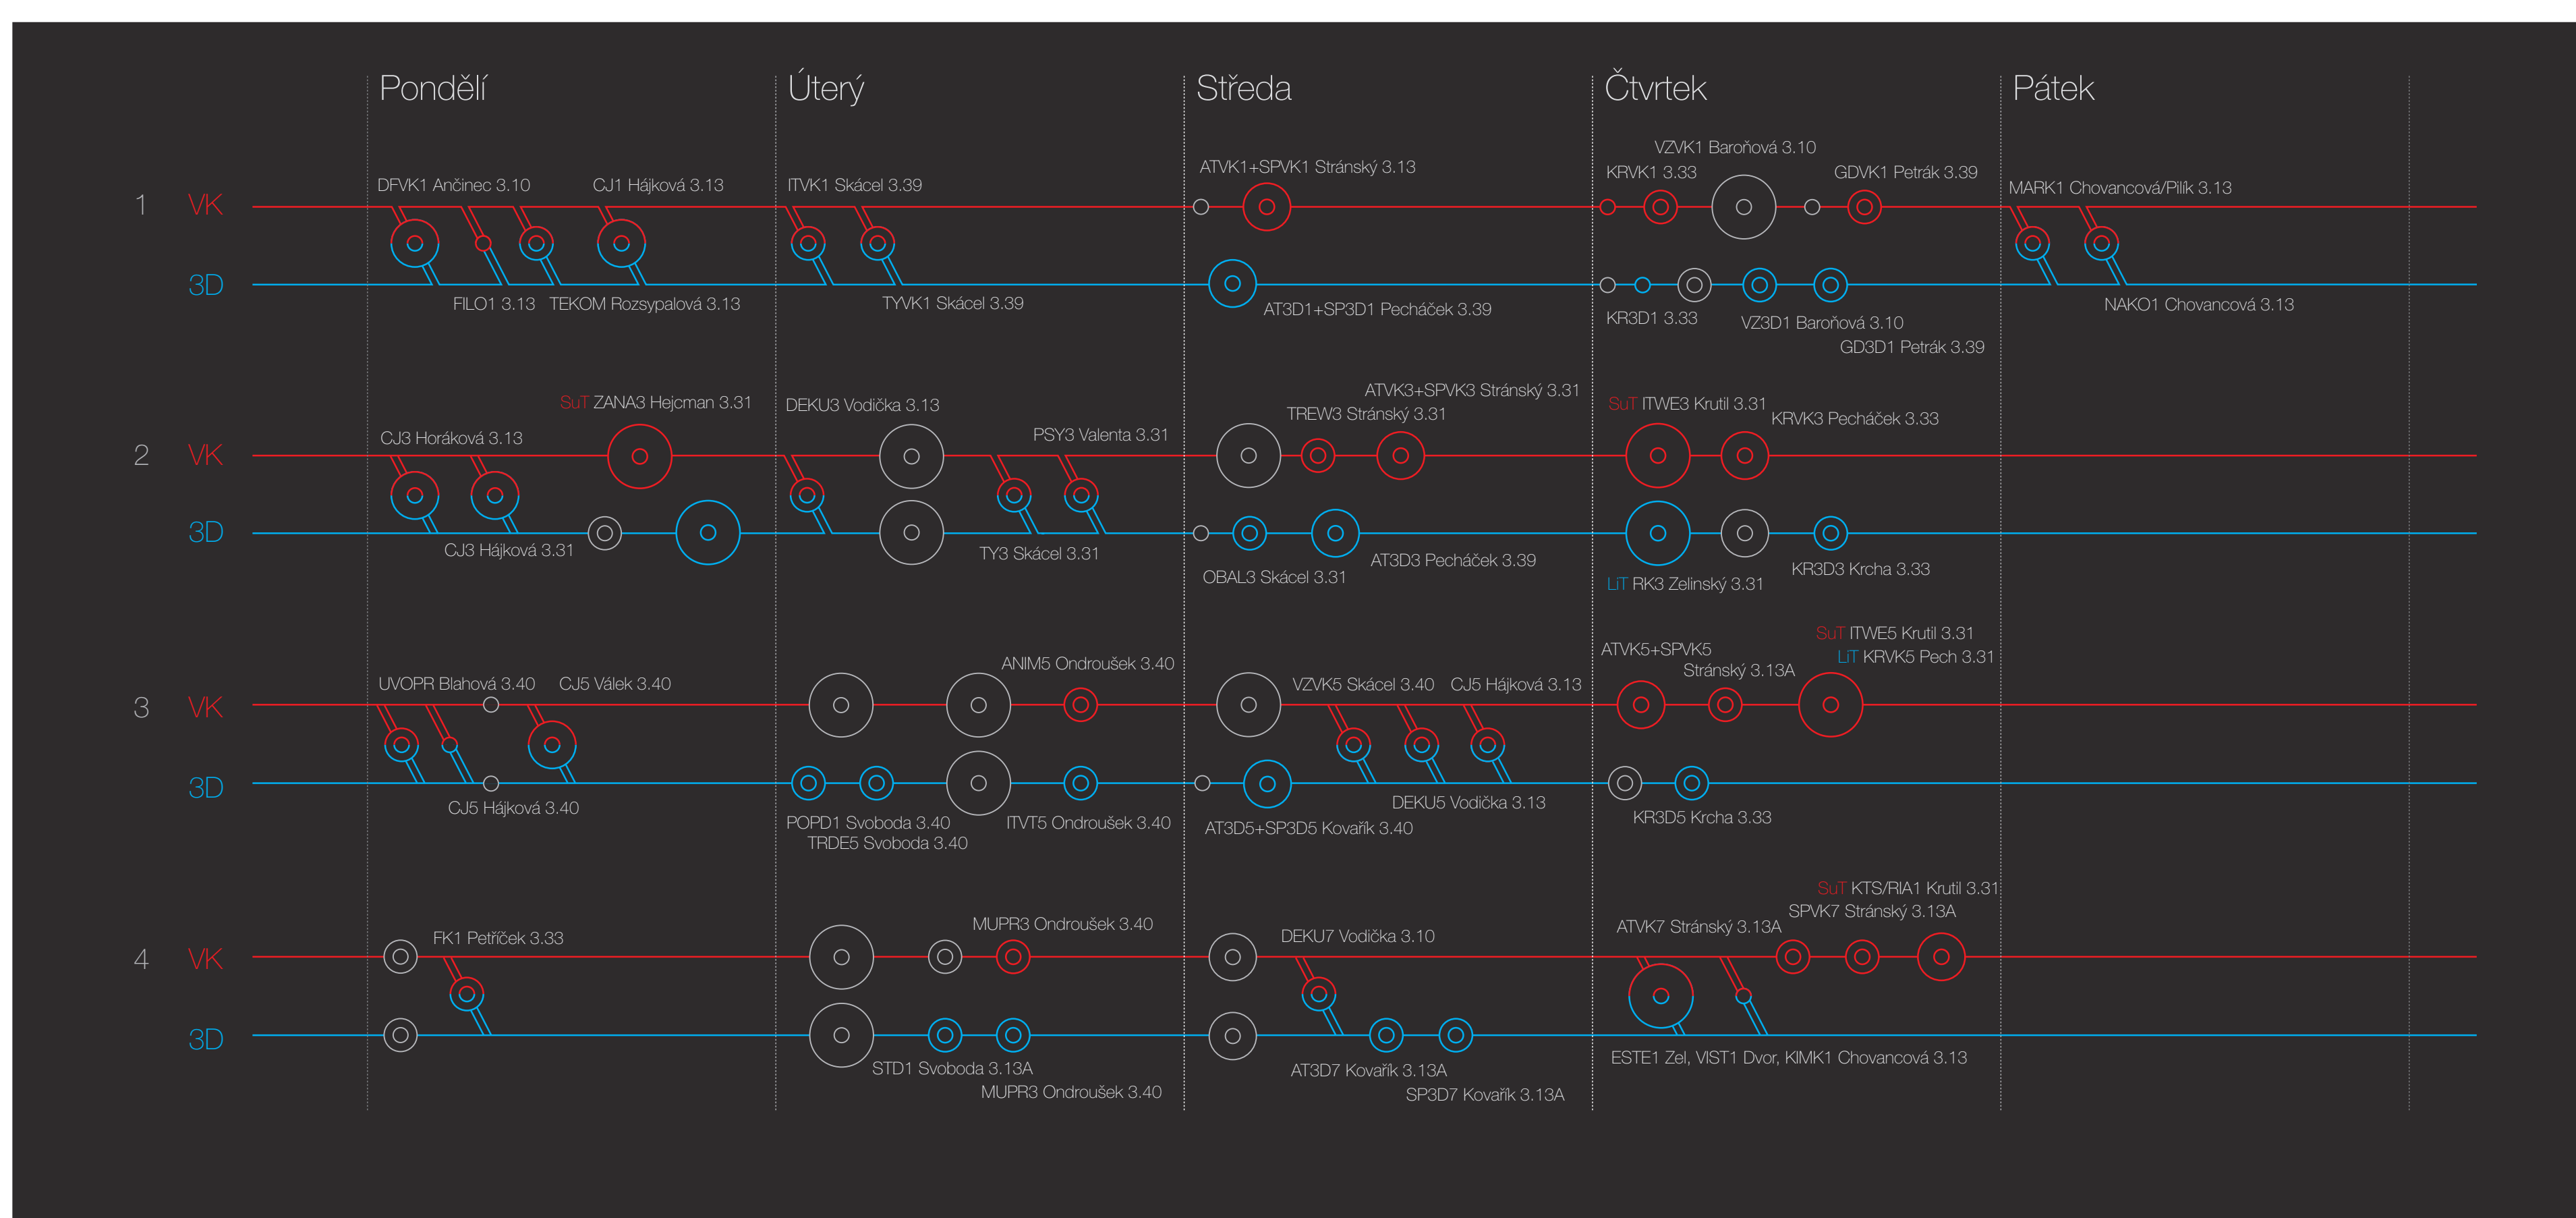 Pondělí
Úterý
Středa
Čtvrtek
Pátek
1
VK
3D
DFVK1 Ančinec 3.10
CJ1 Hájková 3.13
FILO1 3.13
TEKOM Rozsypalová 3.13
ITVK1 Skácel 3.39
TYVK1 Skácel 3.39
ATVK1+SPVK1 Stránský 3.13
AT3D1+SP3D1 Pecháček 3.39
VZVK1 Baroňová 3.10
KRVK1 3.33
GDVK1 Petrák 3.39
KR3D1 3.33
VZ3D1 Baroňová 3.10
GD3D1 Petrák 3.39
MARK1 Chovancová/Pilík 3.13
NAKO1 Chovancová 3.13
2
VK
3D
SuT ZANA3 Hejcman 3.31
CJ3 Horáková 3.13
CJ3 Hájková 3.31
DEKU3 Vodička 3.13
PSY3 Valenta 3.31
TY3 Skácel 3.31
ATVK3+SPVK3 Stránský 3.31
TREW3 Stránský 3.31
OBAL3 Skácel 3.31
AT3D3 Pecháček 3.39
SuT ITWE3 Krutil 3.31
KRVK3 Pecháček 3.33
LiT RK3 Zelinský 3.31
KR3D3 Krcha 3.33
3
VK
3D
UVOPR Blahová 3.40
CJ5 Válek 3.40
CJ5 Hájková 3.40
ANIM5 Ondroušek 3.40
POPD1 Svoboda 3.40
TRDE5 Svoboda 3.40
ITVT5 Ondroušek 3.40
VZVK5 Skácel 3.40
CJ5 Hájková 3.13
DEKU5 Vodička 3.13
AT3D5+SP3D5 Kovařík 3.40
SuT ITWE5 Krutil 3.31
LiT KRVK5 Pech 3.31
ATVK5+SPVK5
Stránský 3.13A
KR3D5 Krcha 3.33
4
VK
3D
FK1 Petříček 3.33
MUPR3 Ondroušek 3.40
STD1 Svoboda 3.13A
MUPR3 Ondroušek 3.40
DEKU7 Vodička 3.10
AT3D7 Kovařík 3.13A
SP3D7 Kovařík 3.13A
SuT KTS/RIA1 Krutil 3.31
SPVK7 Stránský 3.13A
ATVK7 Stránský 3.13A
ESTE1 Zel, VIST1 Dvor, KIMK1 Chovancová 3.13